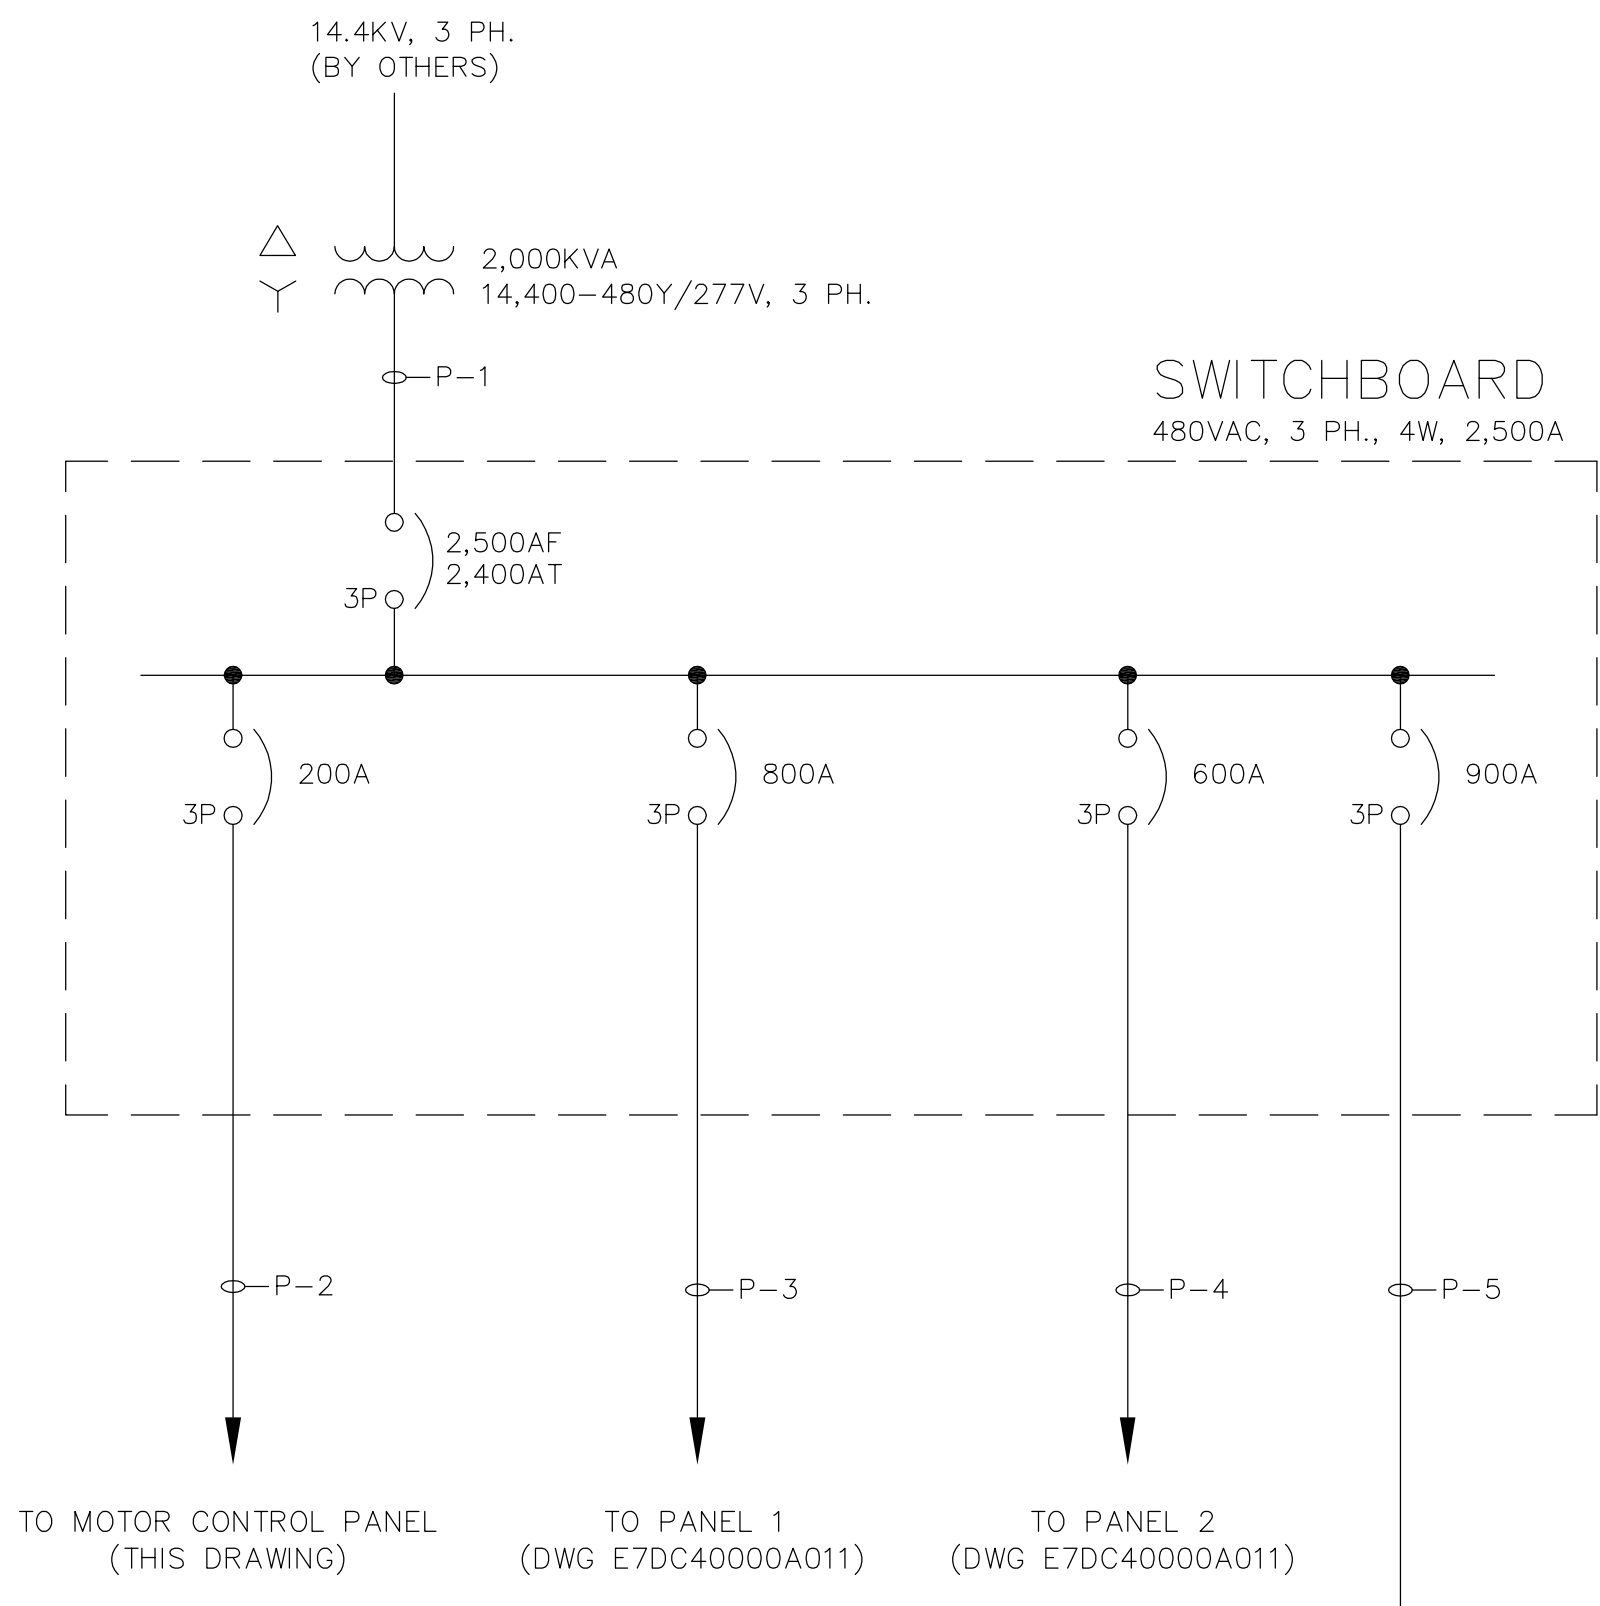 14.4KV, 3 PH.
(BY OTHERS)
2,000KVA
14,400-480Y/277V, 3 PH.
P-1
SWITCHBOARD
480VAC, 3 PH., 4W, 2,500A
2,500AF
2,400AT
3P
200A
800A
600A
900A
3P
3P
3P
3P
P-2
P-3
P-4
P-5
TO MOTOR CONTROL PANEL
(THIS DRAWING)
TO PANEL 1
(DWG E7DC40000A011)
TO PANEL 2
(DWG E7DC40000A011)